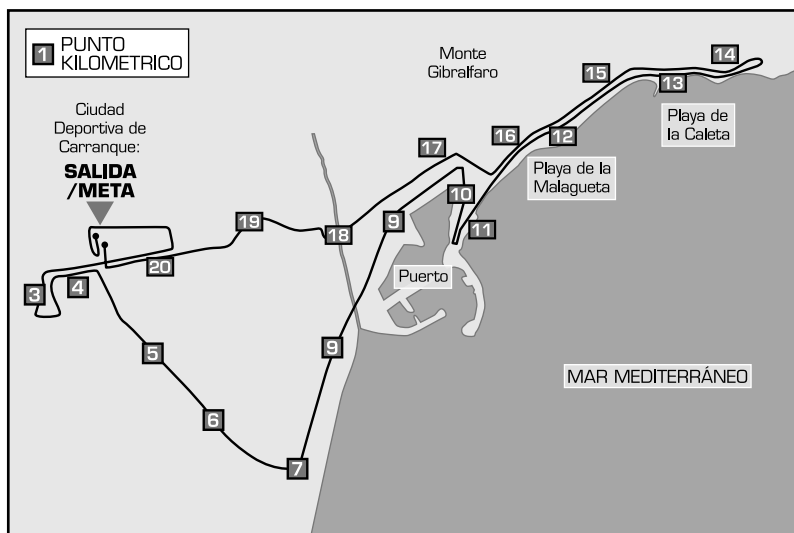 1 PUNTO
KILOMETRICO
Monte
Gibralfaro
Ciudad
Deportiva de
Carranque:
SALIDA
/META
14
15
13
Playa de
la Caleta
16
12
17
Playa de la
Malagueta
10
9
19
18
11
20
Puerto
3
4
5
9
MAR MEDITERRÁNEO
6
7